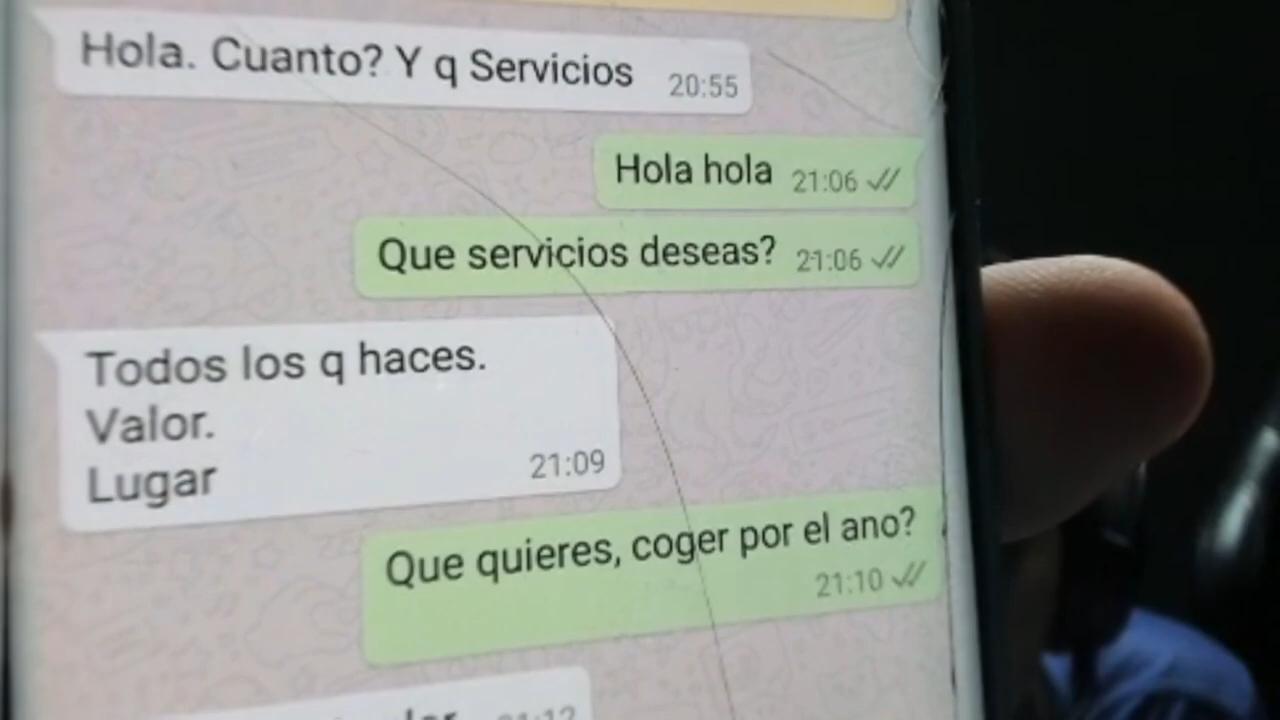 Hola. Cuanto? Y q Servicios 20:55
Hola hola 21:06
Que servicios deseas? 21:06
Todos los q haces.
Valor.
Lugar 21:09
Que quieres, coger por el ano?
21:10